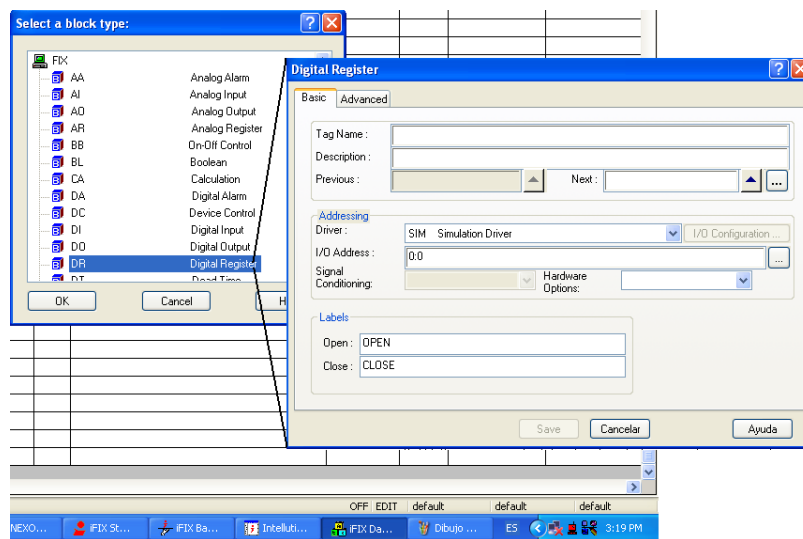 Select a block type:
FIX
AA Analog Alarm
AI Analog Input
AO Analog Output
AR Analog Register
BB On-Off Control
BL Boolean
CA Calculation
DA Digital Alarm
DC Device Control
DI Digital Input
DO Digital Output
DR Digital Register
DT Dead Time
OK Cancel H
Digital Register
Basic Advanced
Tag Name :
Description :
Previous : Next : ...
Addressing
Driver : SIM Simulation Driver I/O Configuration ...
I/O Address : 0:0 ...
Signal Conditioning: Hardware Options:
Labels
Open : OPEN
Close : CLOSE
Save Cancelar Ayuda
OFF EDIT default default default
NEXO... iFIX St... iFIX Ba... Intelluti... iFIX Da... Dibujo ... ES 3:19 PM